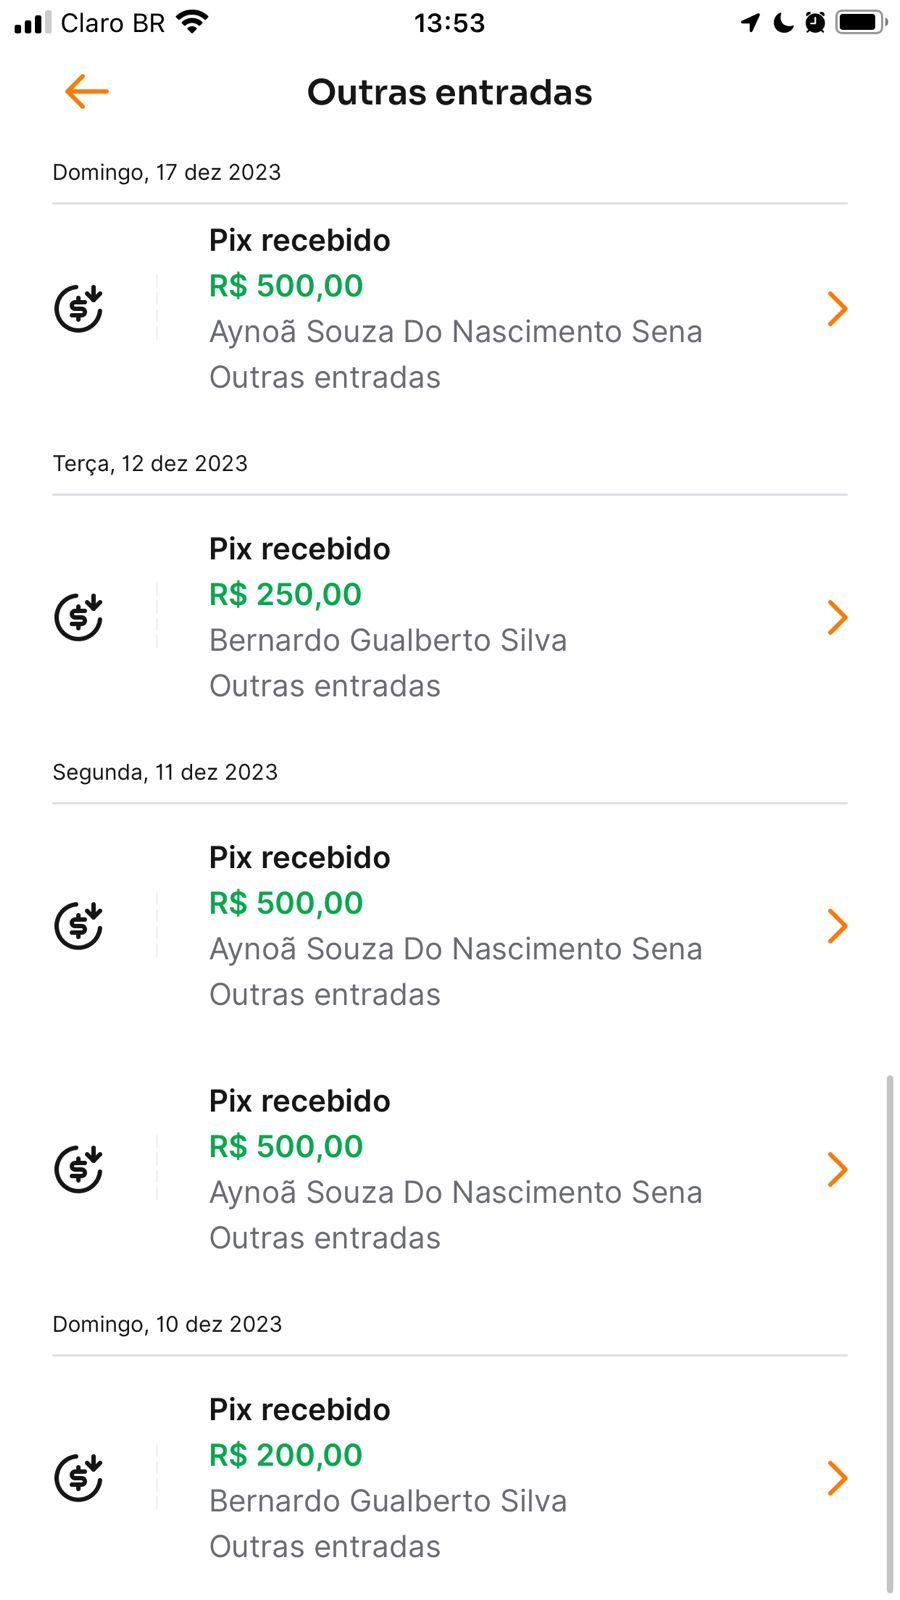 Claro BR
13:53
Outras entradas
Domingo, 17 dez 2023
Pix recebido
R$ 500,00
Aynoã Souza Do Nascimento Sena
Outras entradas
Terça, 12 dez 2023
Pix recebido
R$ 250,00
Bernardo Gualberto Silva
Outras entradas
Segunda, 11 dez 2023
Pix recebido
R$ 500,00
Aynoã Souza Do Nascimento Sena
Outras entradas
Pix recebido
R$ 500,00
Aynoã Souza Do Nascimento Sena
Outras entradas
Domingo, 10 dez 2023
Pix recebido
R$ 200,00
Bernardo Gualberto Silva
Outras entradas